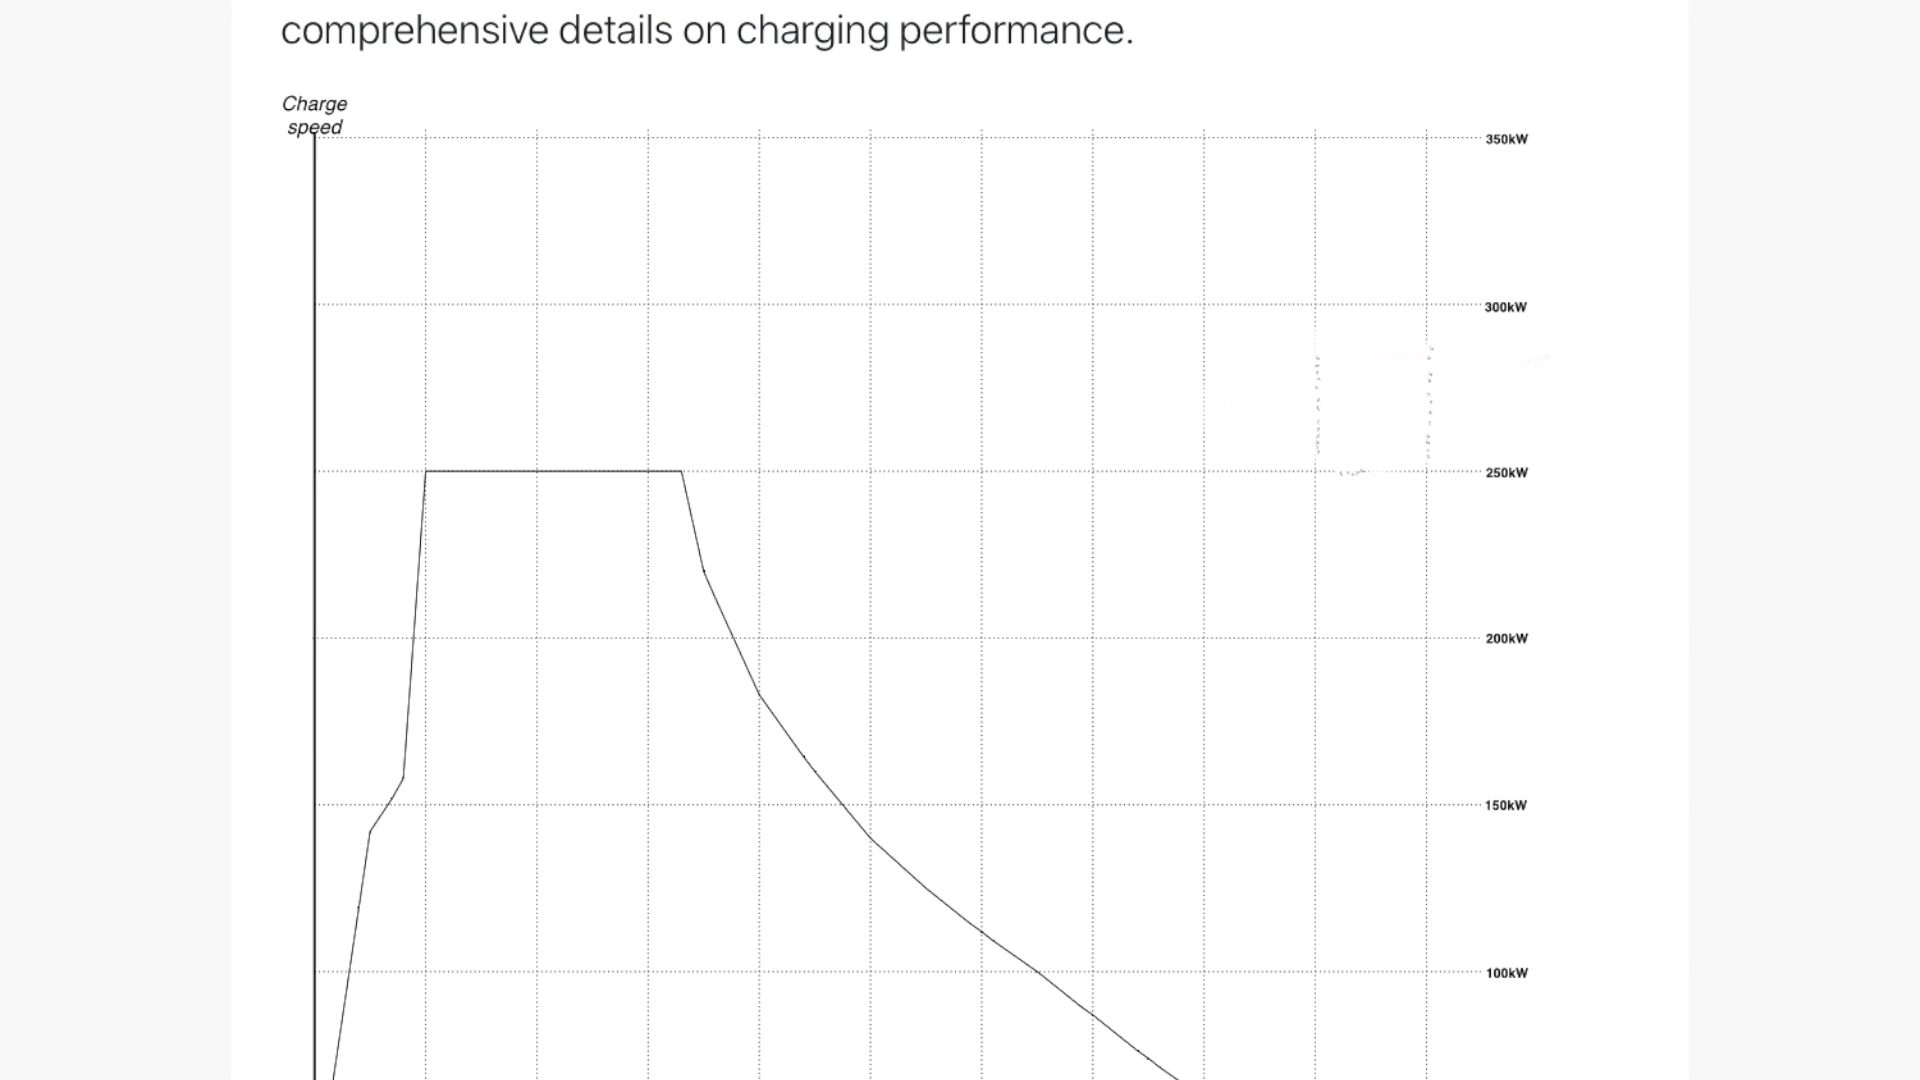 comprehensive details on charging performance.
Charge
speed
350kW
300kW
250kW
200kW
150kW
100kW